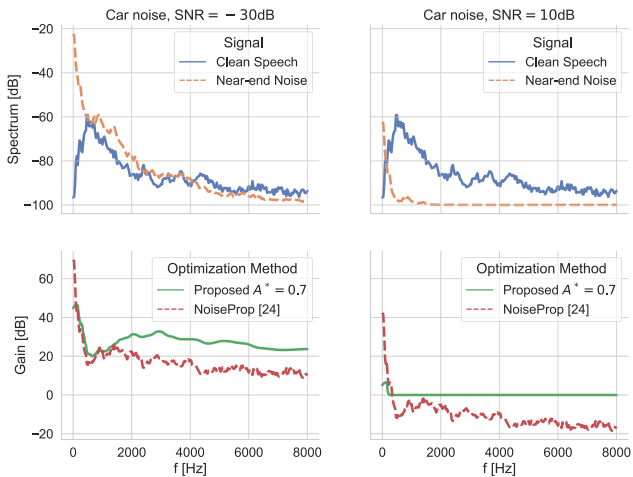 Car noise, SNR = − 30dB
Car noise, SNR = 10dB
Spectrum [dB]
−20
−40
−60
−80
−100
Signal
Clean Speech
Near-end Noise
Signal
Clean Speech
Near-end Noise
Gain [dB]
60
40
20
0
−20
Optimization Method
Proposed A* = 0.7
NoiseProp [24]
Optimization Method
Proposed A* = 0.7
NoiseProp [24]
0 2000 4000 6000 8000
0 2000 4000 6000 8000
f [Hz]
f [Hz]